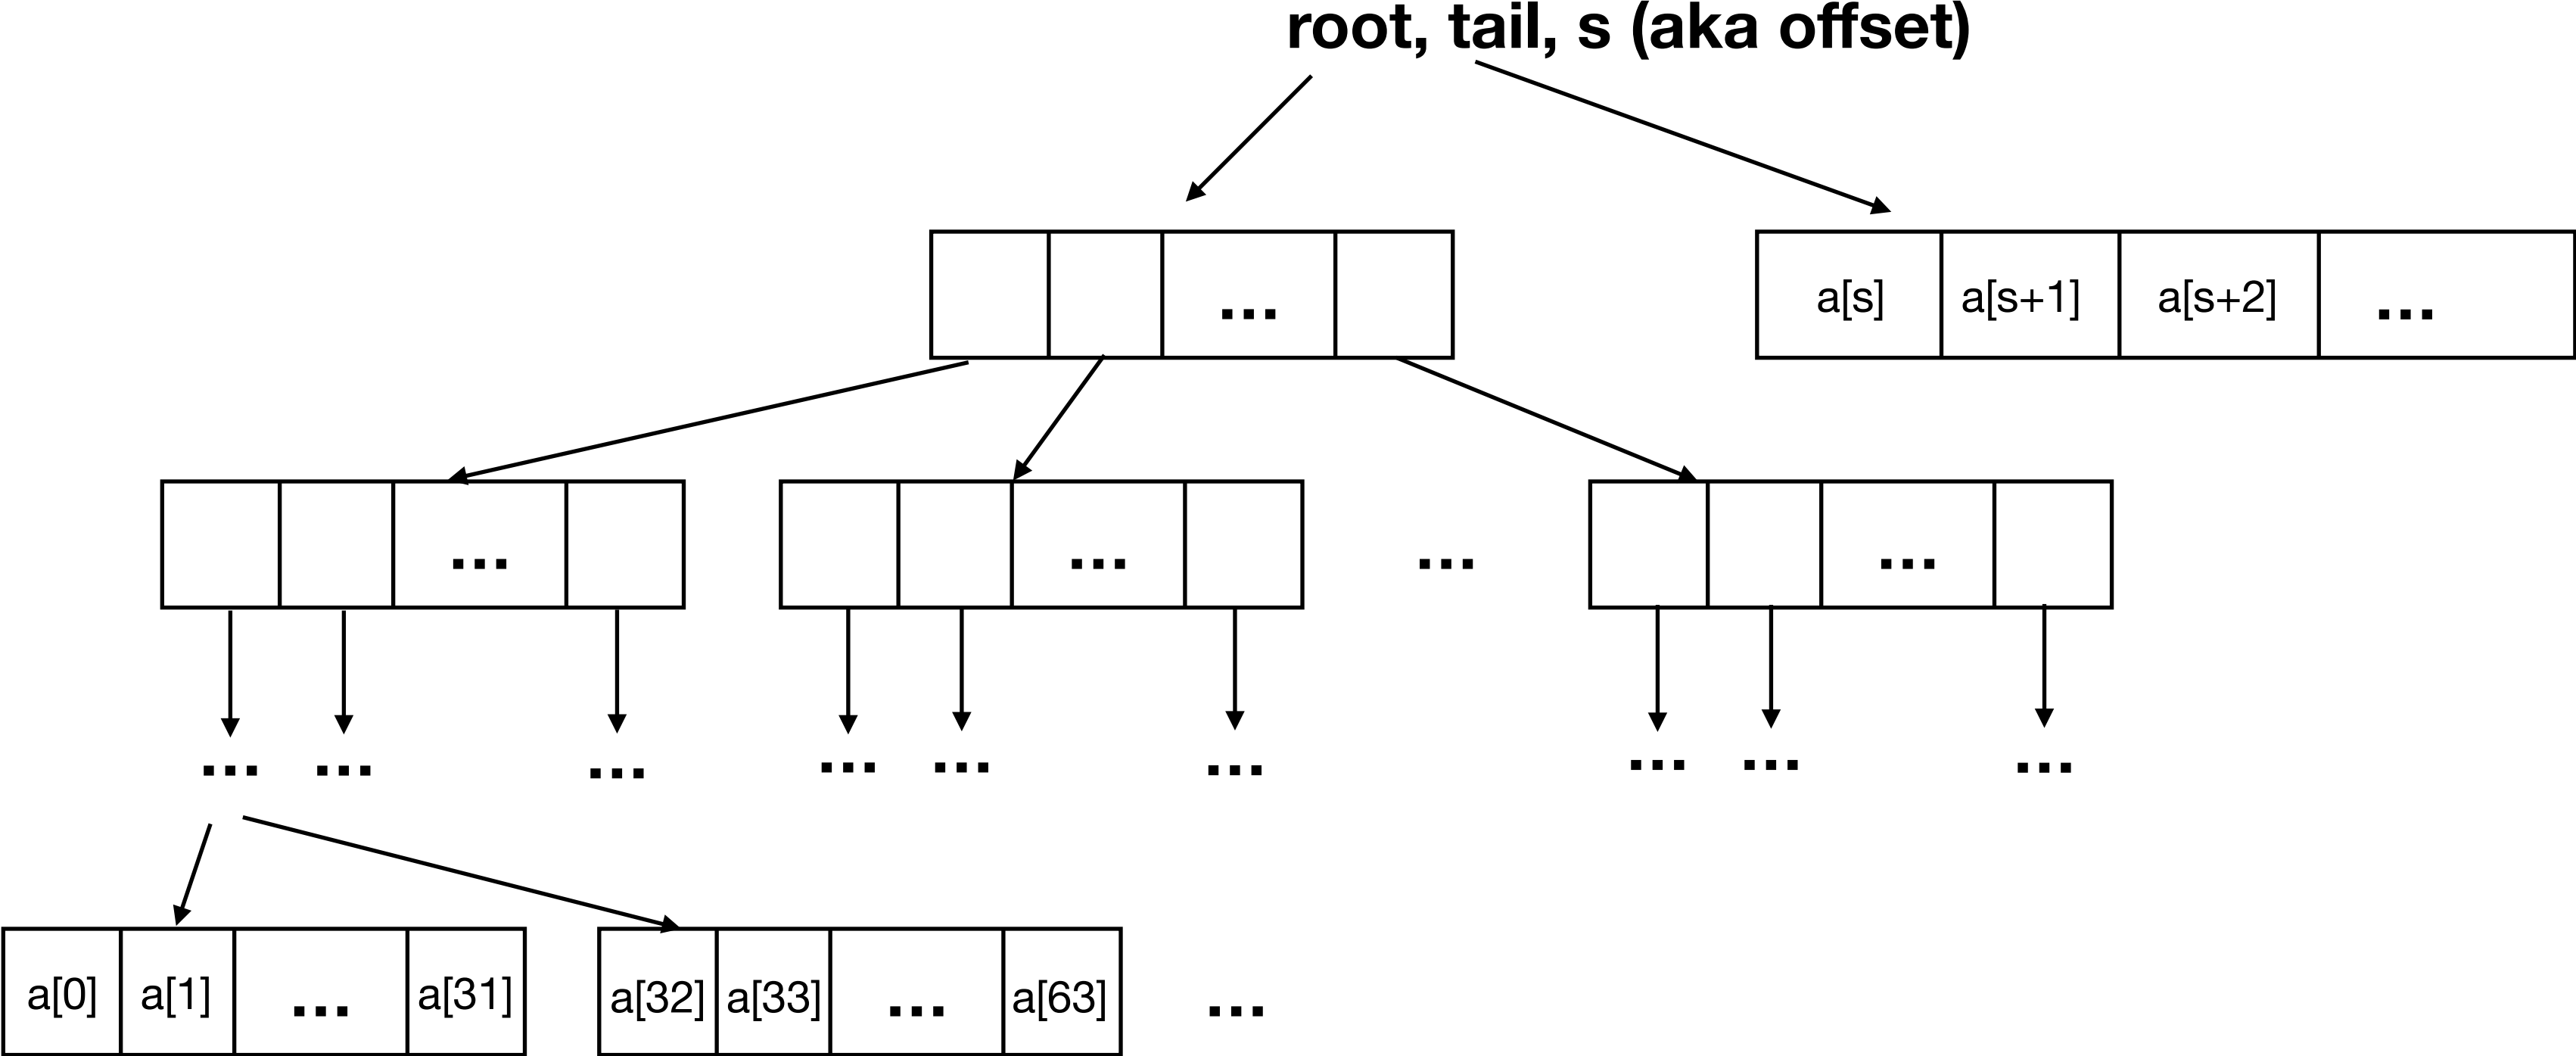 root, tail, s (aka offset)
... a[s] a[s+1] a[s+2] ...
... ... ... ...
... ... ... ... ... ... ... ... ...
a[0] a[1] ... a[31] a[32] a[33] ... a[63] ...